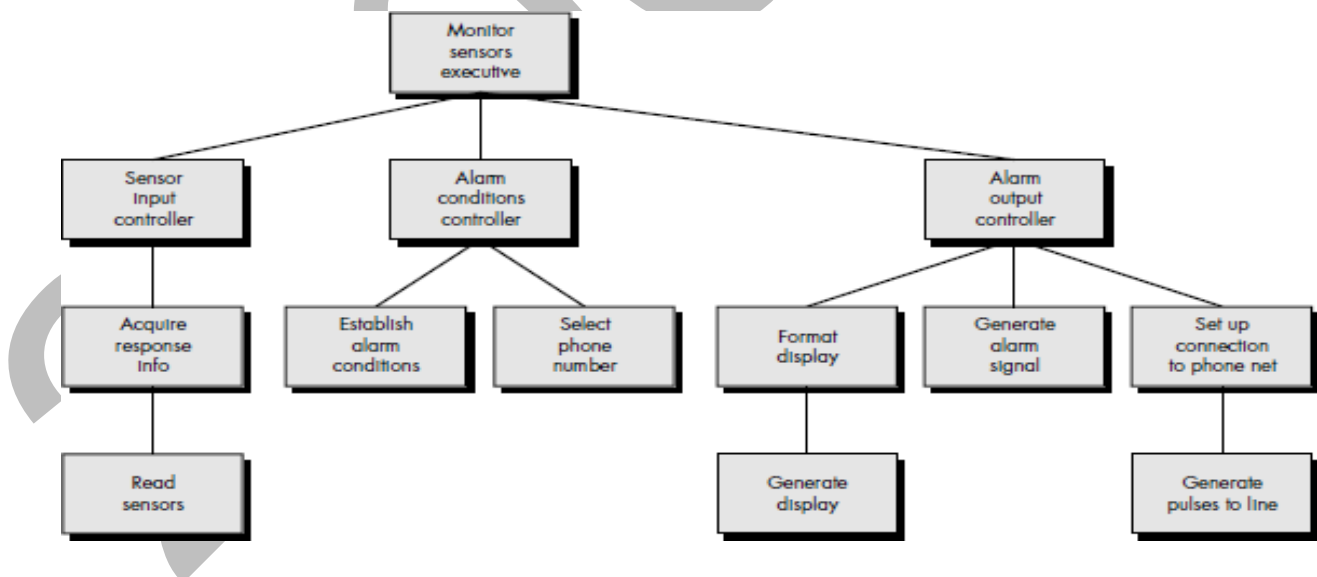 Monitor
sensors
executive
Sensor
input
controller
Alarm
conditions
controller
Alarm
output
controller
Acquire
response
info
Establish
alarm
conditions
Select
phone
number
Format
display
Generate
alarm
signal
Set up
connection
to phone net
Read
sensors
Generate
display
Generate
pulses to line